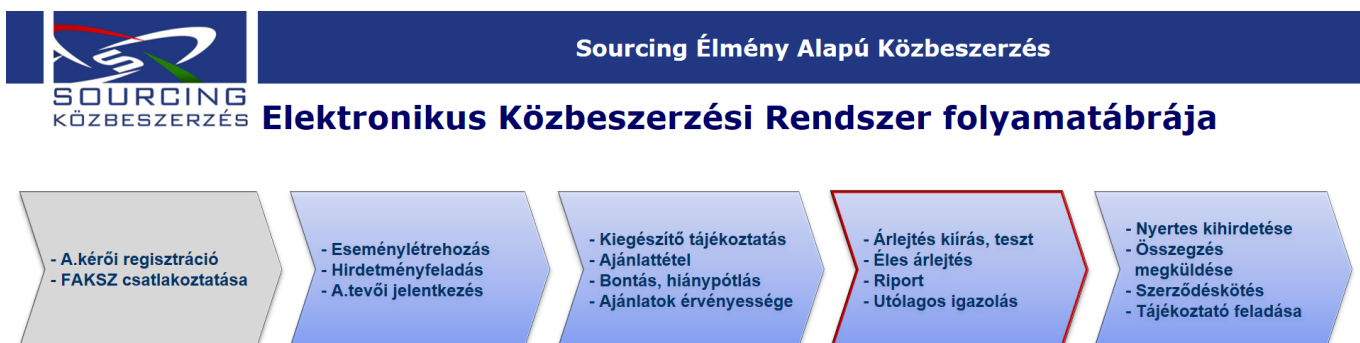 Sourcing Élmény Alapú Közbeszerzés
SOURCING
KÖZBESZERZÉS
Elektronikus Közbeszerzési Rendszer folyamatábrája
- A.kérői regisztráció
- FAKSZ csatlakoztatása
- Eseménylétrehozás
- Hirdetményfeladás
- A.tevői jelentkezés
- Kiegészítő tájékoztatás
- Ajánlattétel
- Bontás, hiánypótlás
- Ajánlatok érvényessége
- Árlejtés kiírás, teszt
- Éles árlejtés
- Riport
- Utólagos igazolás
- Nyertes kihirdetése
- Összegzés
megküldése
- Szerződéskötés
- Tájékoztató feladása